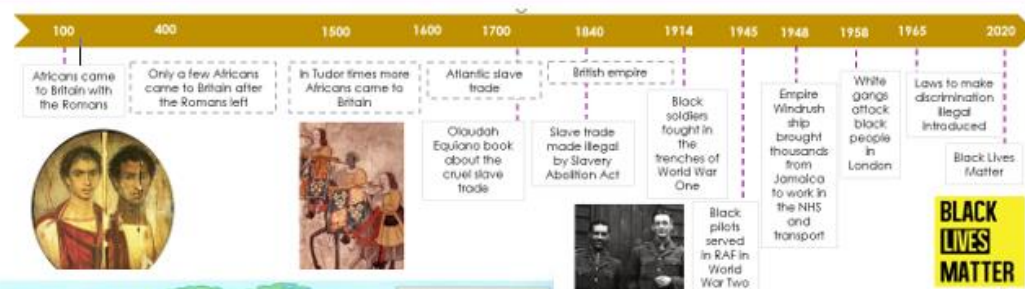 100 400 1500 1600 1700 1840 1914 1945 1948 1958 1965 2020
Africans came
to Britain with
the Romans
Only a few Africans
came to Britain after
the Romans left
In Tudor times more
Africans came to
Britain
Atlantic slave
trade
Olaudah
Equiano book
about the
cruel slave
trade
British empire
Slave trade
made illegal
by Slavery
Abolition Act
Black
soldiers
fought in
the
trenches of
World War
One
Black
pilots
served
in RAF in
World
War Two
Empire
Windrush
ship
brought
thousands
from
Jamaica
to work in
the NHS
and
transport
White
gangs
attack
black
people
in
London
Laws to make
discrimination
illegal
introduced
Black Lives
Matter
BLACK
LIVES
MATTER